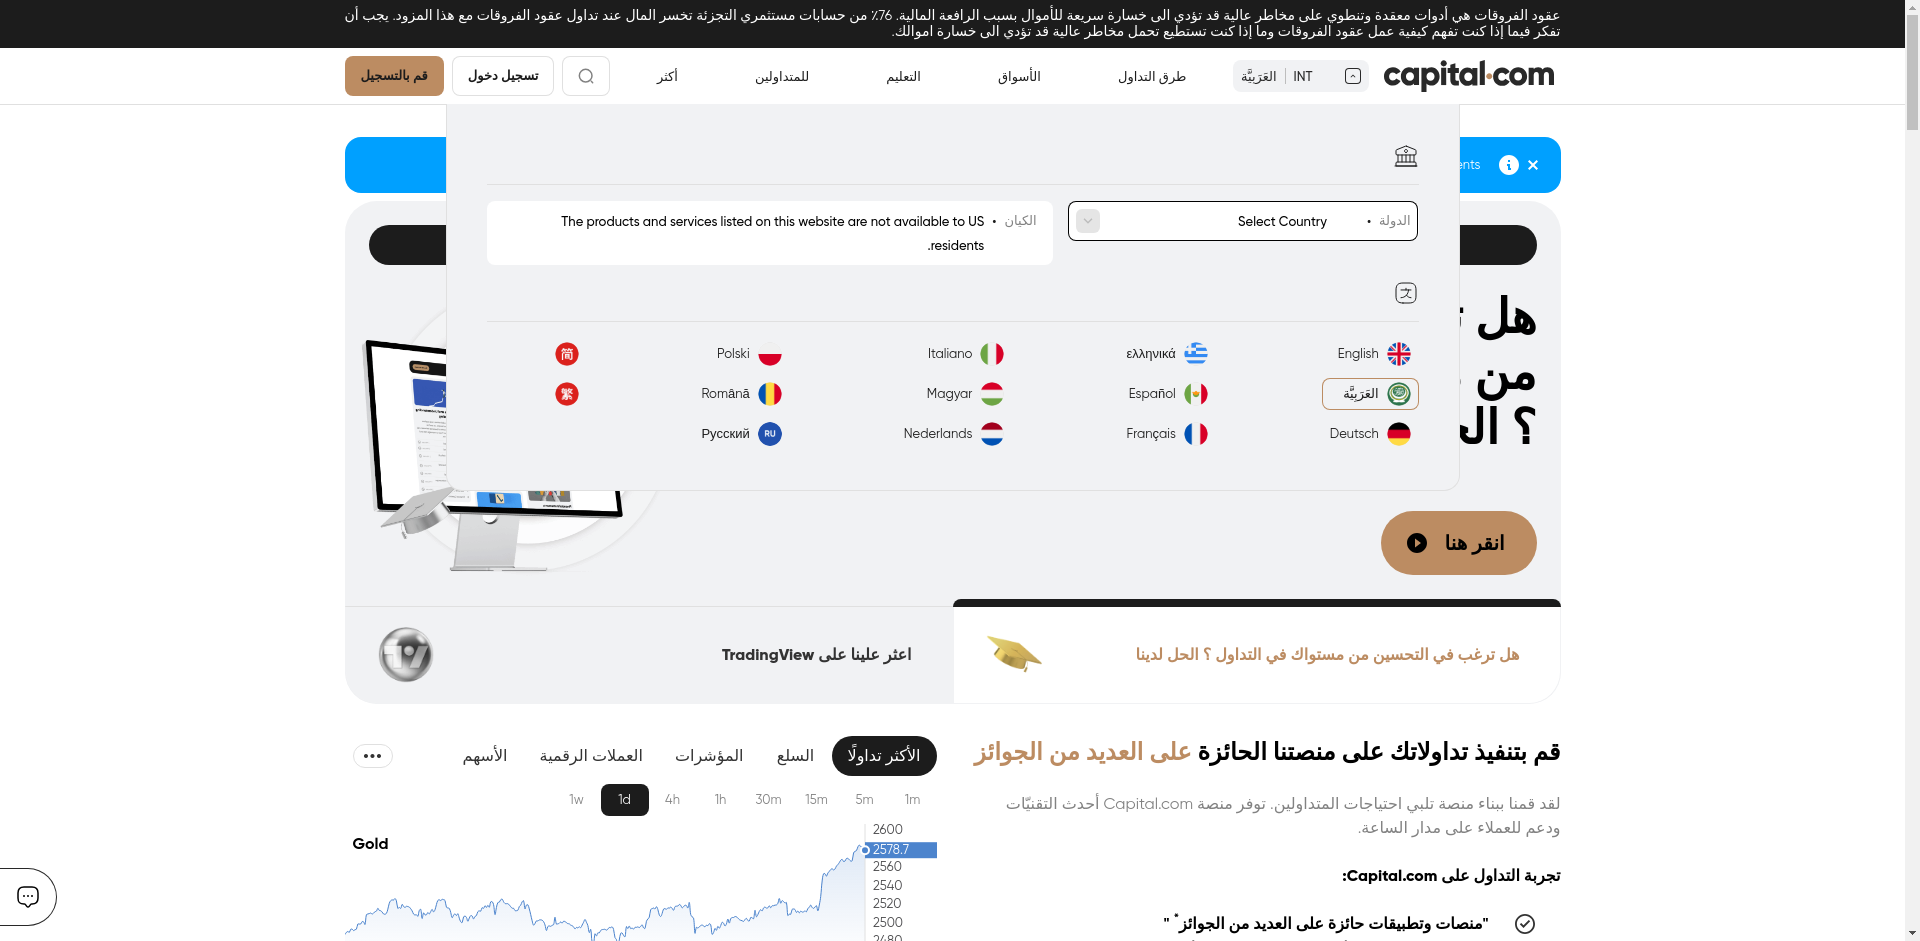 عقود الفروقات هي أدوات معقدة وتنطوي على مخاطر عالية قد تؤدي الى خسارة سريعة للأموال بسبب الرافعة المالية. 76٪ من حسابات مستثمري التجزئة تخسر المال عند تداول عقود الفروقات مع هذا المزود. يجب أن
تفكر فيما إذا كنت تفهم كيفية عمل عقود الفروقات وما إذا كنت تستطيع تحمل مخاطر عالية قد تؤدي الى خسارة اموالك.
capital.com
INT | العَرَبِيَّة
طرق التداول
الأسواق
التعليم
للمتداولين
أكثر
تسجيل دخول
قم بالتسجيل
الدولة • Select Country
الكيان • The products and services listed on this website are not available to US
residents.
English
ελληνικά
Italiano
Polski
简
العَرَبِيَّة
Español
Magyar
Română
繁
Deutsch
Français
Nederlands
RU Русский
هل
من
؟
انقر هنا
هل ترغب في التحسين من مستواك في التداول ؟ الحل لدينا
اعثر علينا على TradingView
قم بتنفيذ تداولاتك على منصتنا الحائزة على العديد من الجوائز
لقد قمنا ببناء منصة تلبي احتياجات المتداولين. توفر منصة Capital.com أحدث التقنيّات
ودعم للعملاء على مدار الساعة.
تجربة التداول على Capital.com:
"منصات وتطبيقات حائزة على العديد من الجوائز* "
الأكثر تداولًا
السلع
المؤشرات
العملات الرقمية
الأسهم
1m
5m
15m
30m
1h
4h
1d
1w
Gold
2600
2578.7
2560
2540
2520
2500
2480